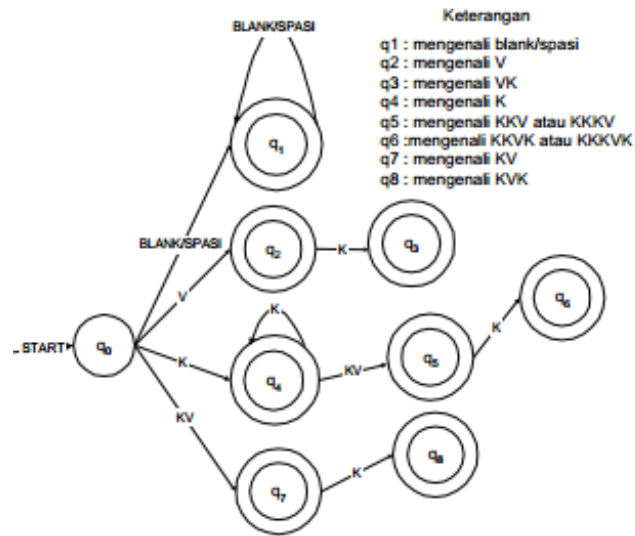 Keterangan
q1 : mengenali blank/spasi
q2 : mengenali V
q3 : mengenali VK
q4 : mengenali K
q5 : mengenali KKV atau KKKV
q6 :mengenali KKVK atau KKKVK
q7 : mengenali KV
q8 : mengenali KVK
BLANK/SPASI
q1
BLANK/SPASI
q2
K
q3
V
START
q0
K
K
q4
KV
q5
K
q6
KV
q7
K
q8